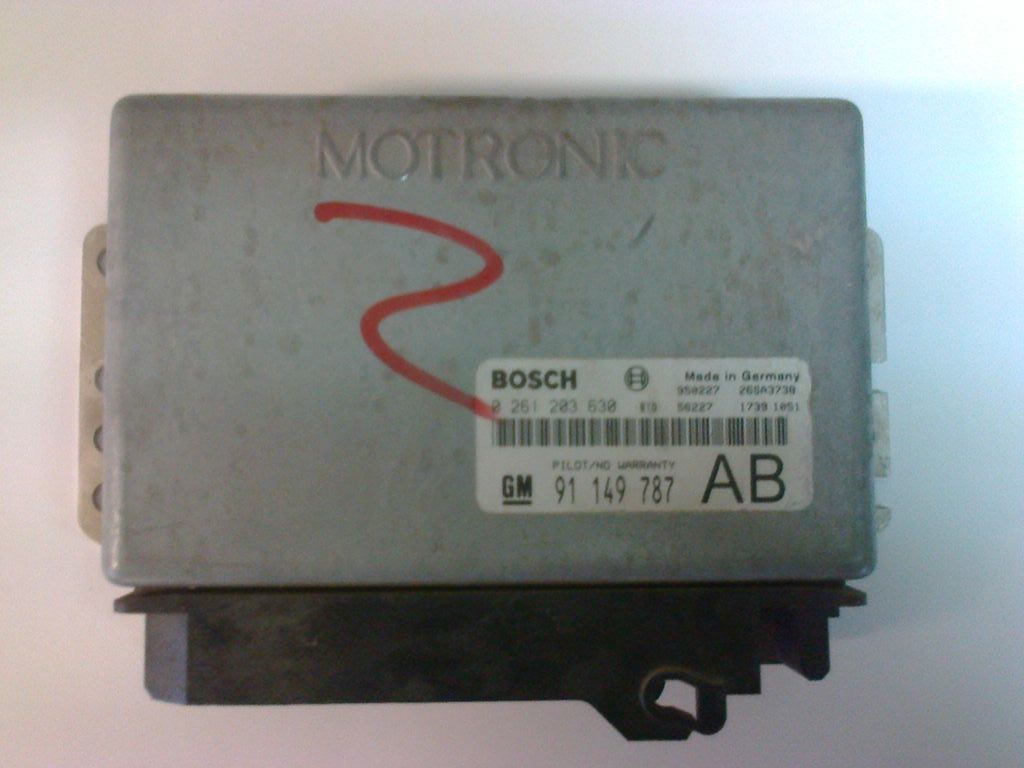 MOTRONIC
BOSCH Made in Germany
950227 26SA3738
0 261 203 630 56227 1739 1051
PILOT/NO WARRANTY
GM 91 149 787 AB